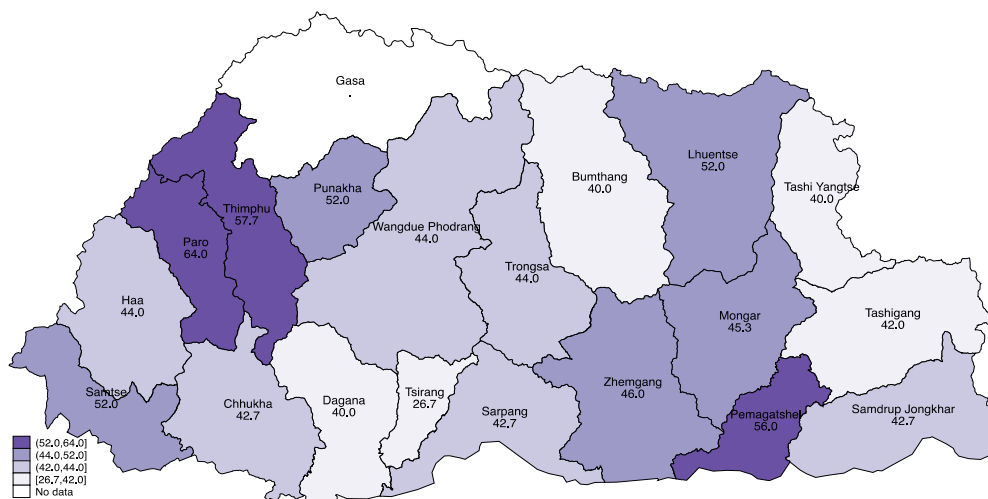 Gasa
.
Punakha
52.0
Thimphu
57.7
Paro
64.0
Haa
44.0
Wangdue Phodrang
44.0
Bumthang
40.0
Lhuentse
52.0
Tashi Yangtse
40.0
Trongsa
44.0
Mongar
45.3
Tashigang
42.0
Samtse
52.0
Chhukha
42.7
Dagana
40.0
Tsirang
26.7
Sarpang
42.7
Zhemgang
46.0
Pemagatshel
56.0
Samdrup Jongkhar
42.7
(52.0,64.0]
(44.0,52.0]
(42.0,44.0]
[26.7,42.0]
No data